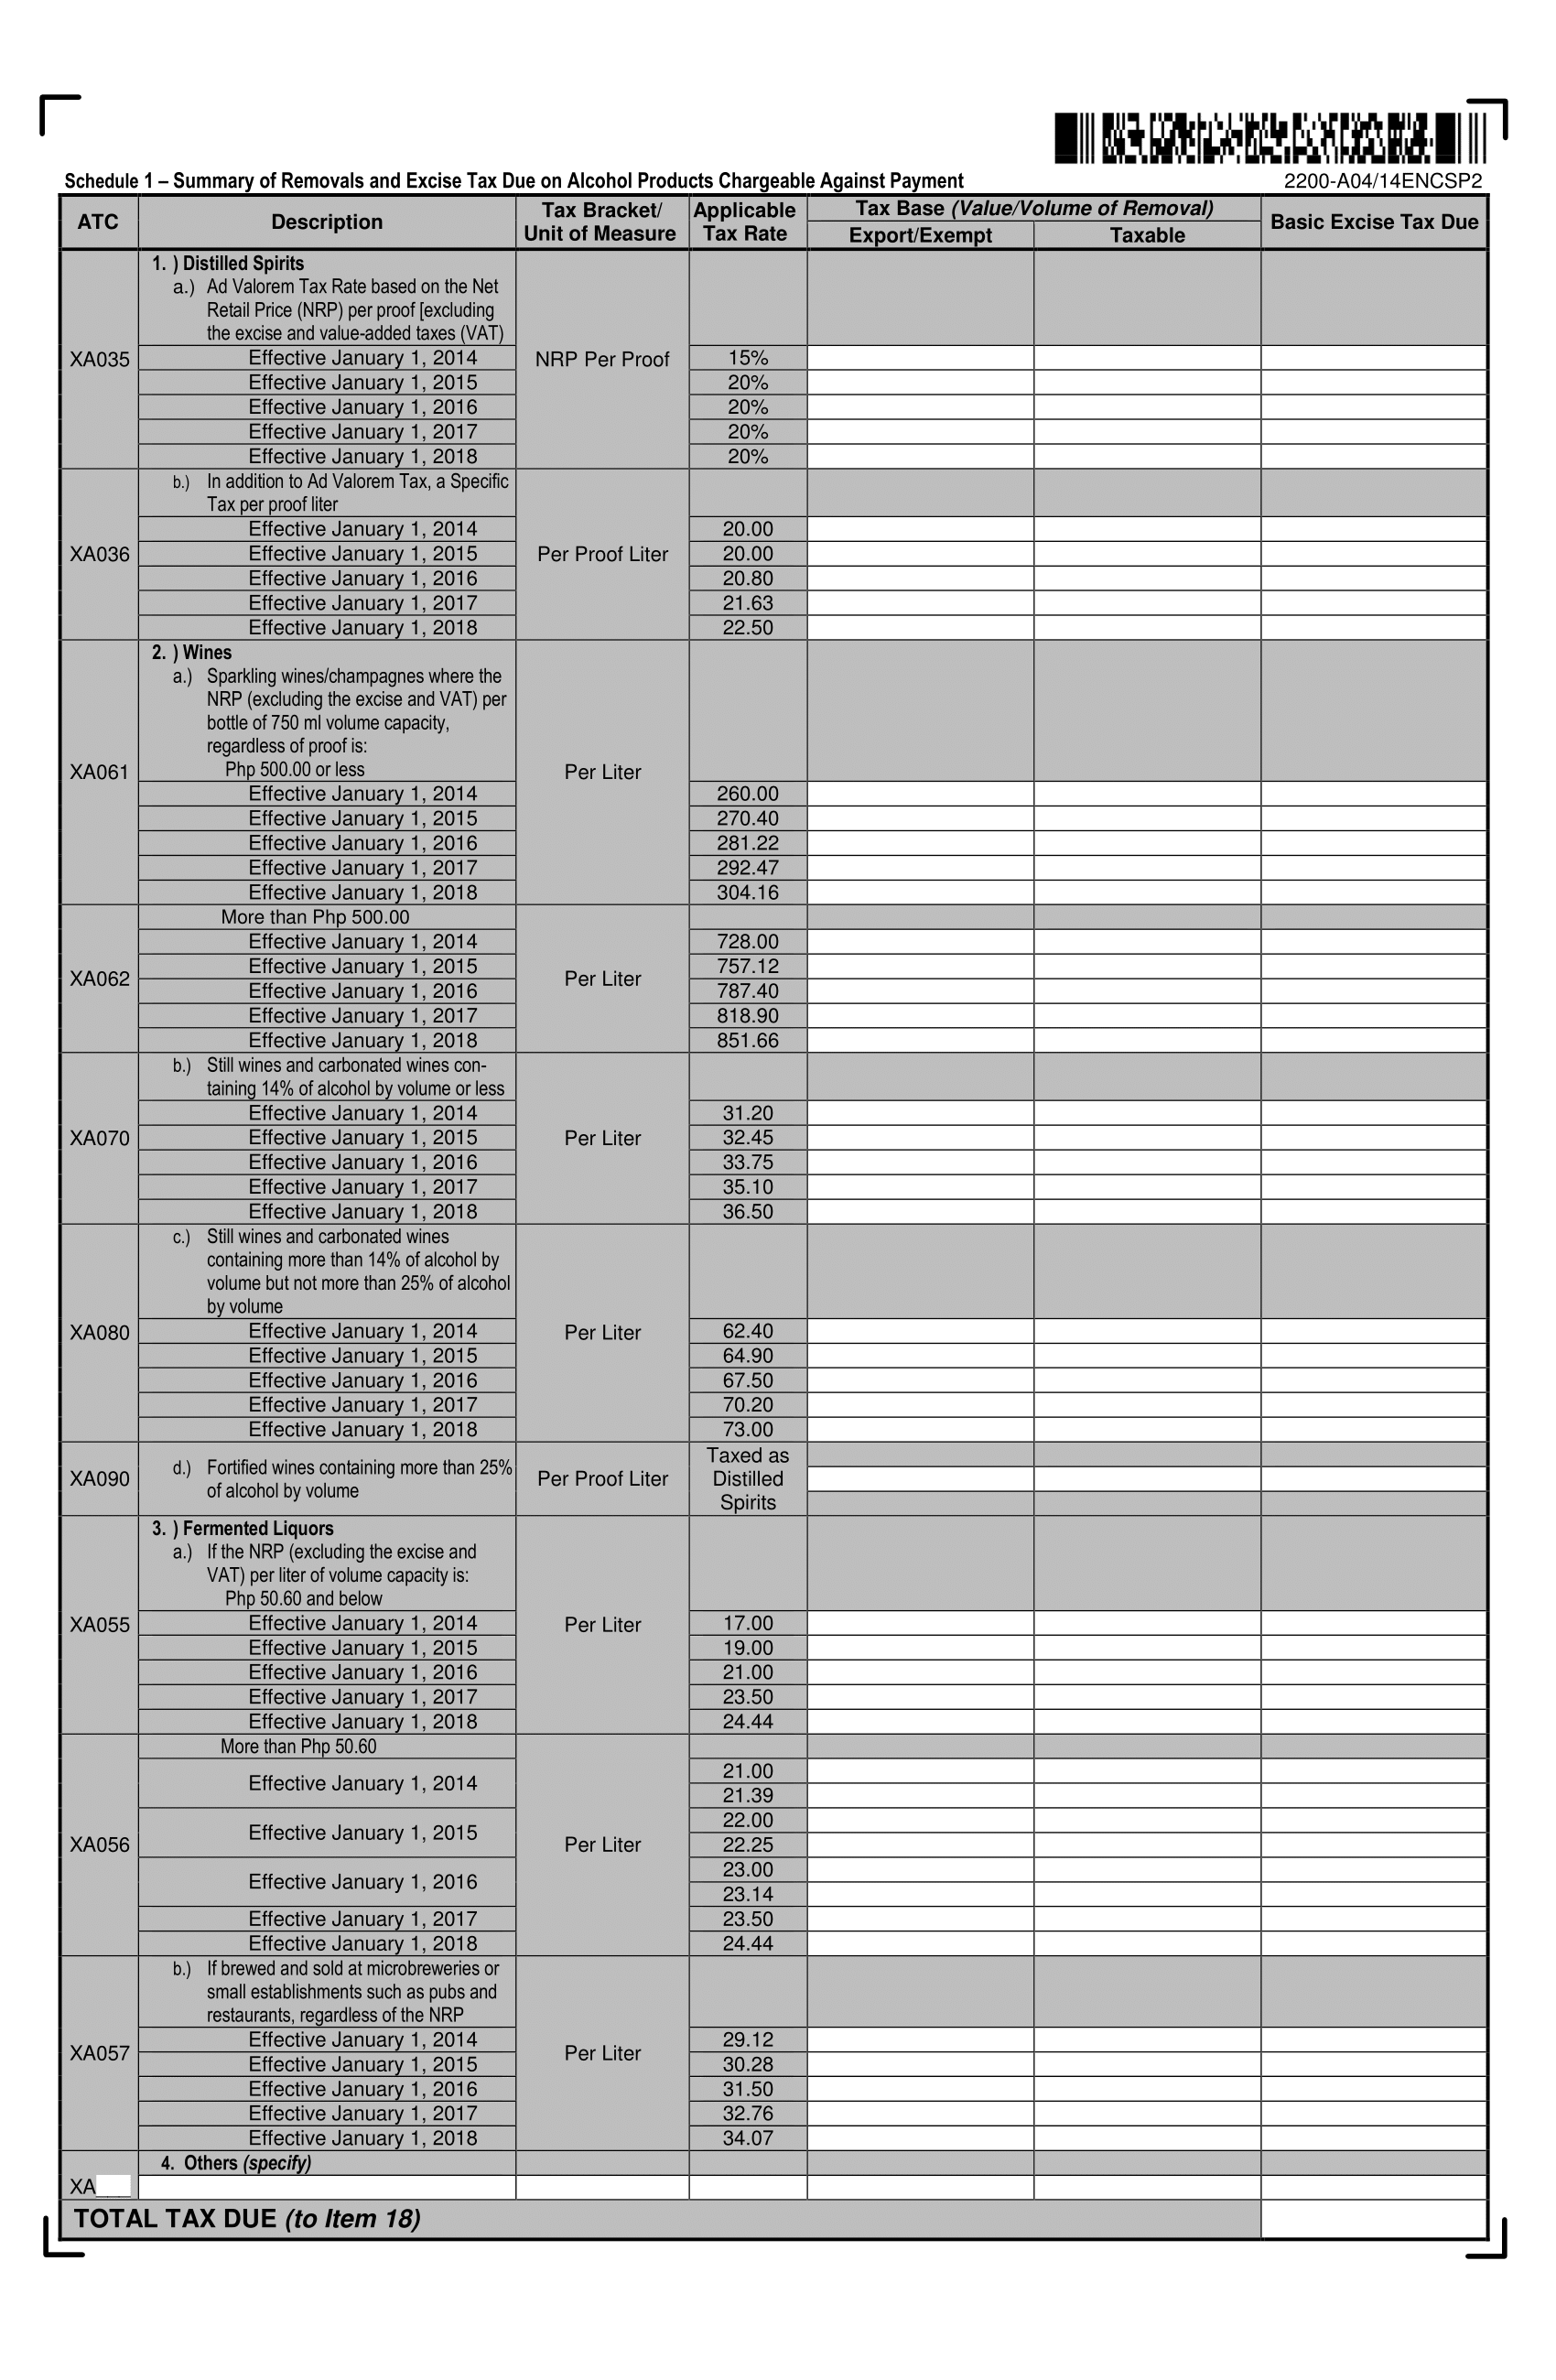 Schedule 1 – Summary of Removals and Excise Tax Due on Alcohol Products Chargeable Against Payment
2200-A04/14ENCSP2
ATC
Description
Tax Bracket/
Unit of Measure
Applicable
Tax Rate
Tax Base (Value/Volume of Removal)
Export/Exempt
Taxable
Basic Excise Tax Due
XA035
1. ) Distilled Spirits
a.) Ad Valorem Tax Rate based on the Net
Retail Price (NRP) per proof [excluding
the excise and value-added taxes (VAT)
NRP Per Proof
Effective January 1, 2014 15%
Effective January 1, 2015 20%
Effective January 1, 2016 20%
Effective January 1, 2017 20%
Effective January 1, 2018 20%
XA036
b.) In addition to Ad Valorem Tax, a Specific
Tax per proof liter
Per Proof Liter
Effective January 1, 2014 20.00
Effective January 1, 2015 20.00
Effective January 1, 2016 20.80
Effective January 1, 2017 21.63
Effective January 1, 2018 22.50
XA061
2. ) Wines
a.) Sparkling wines/champagnes where the
NRP (excluding the excise and VAT) per
bottle of 750 ml volume capacity,
regardless of proof is:
Php 500.00 or less
Per Liter
Effective January 1, 2014 260.00
Effective January 1, 2015 270.40
Effective January 1, 2016 281.22
Effective January 1, 2017 292.47
Effective January 1, 2018 304.16
XA062
More than Php 500.00
Per Liter
Effective January 1, 2014 728.00
Effective January 1, 2015 757.12
Effective January 1, 2016 787.40
Effective January 1, 2017 818.90
Effective January 1, 2018 851.66
XA070
b.) Still wines and carbonated wines con-
taining 14% of alcohol by volume or less
Per Liter
Effective January 1, 2014 31.20
Effective January 1, 2015 32.45
Effective January 1, 2016 33.75
Effective January 1, 2017 35.10
Effective January 1, 2018 36.50
XA080
c.) Still wines and carbonated wines
containing more than 14% of alcohol by
volume but not more than 25% of alcohol
by volume
Per Liter
Effective January 1, 2014 62.40
Effective January 1, 2015 64.90
Effective January 1, 2016 67.50
Effective January 1, 2017 70.20
Effective January 1, 2018 73.00
XA090
d.) Fortified wines containing more than 25%
of alcohol by volume
Per Proof Liter
Taxed as
Distilled
Spirits
XA055
3. ) Fermented Liquors
a.) If the NRP (excluding the excise and
VAT) per liter of volume capacity is:
Php 50.60 and below
Per Liter
Effective January 1, 2014 17.00
Effective January 1, 2015 19.00
Effective January 1, 2016 21.00
Effective January 1, 2017 23.50
Effective January 1, 2018 24.44
XA056
More than Php 50.60
Per Liter
Effective January 1, 2014 21.00
21.39
Effective January 1, 2015 22.00
22.25
Effective January 1, 2016 23.00
23.14
Effective January 1, 2017 23.50
Effective January 1, 2018 24.44
XA057
b.) If brewed and sold at microbreweries or
small establishments such as pubs and
restaurants, regardless of the NRP
Per Liter
Effective January 1, 2014 29.12
Effective January 1, 2015 30.28
Effective January 1, 2016 31.50
Effective January 1, 2017 32.76
Effective January 1, 2018 34.07
4. Others (specify)
XA___
TOTAL TAX DUE (to Item 18)